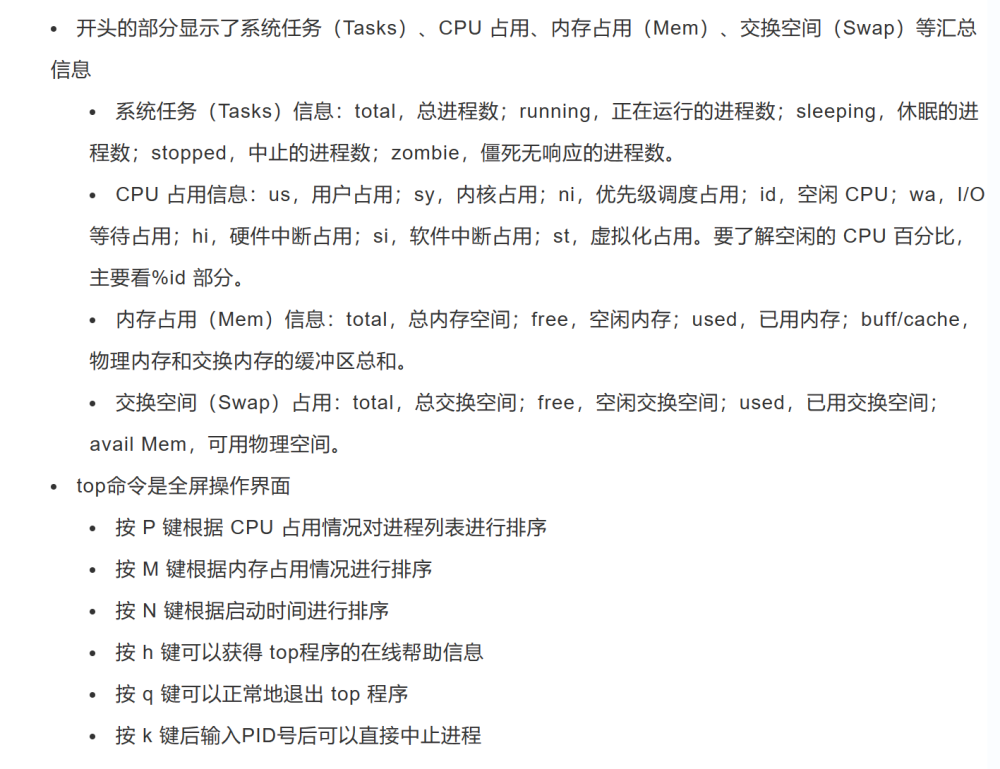 • 开头的部分显示了系统任务（Tasks）、CPU 占用、内存占用（Mem）、交换空间（Swap）等汇总
信息
• 系统任务（Tasks）信息：total，总进程数；running，正在运行的进程数；sleeping，休眠的进
程数；stopped，中止的进程数；zombie，僵死无响应的进程数。
• CPU 占用信息：us，用户占用；sy，内核占用；ni，优先级调度占用；id，空闲 CPU；wa，I/O
等待占用；hi，硬件中断占用；si，软件中断占用；st，虚拟化占用。要了解空闲的 CPU 百分比，
主要看%id 部分。
• 内存占用（Mem）信息：total，总内存空间；free，空闲内存；used，已用内存；buff/cache，
物理内存和交换内存的缓冲区总和。
• 交换空间（Swap）占用：total，总交换空间；free，空闲交换空间；used，已用交换空间；
avail Mem，可用物理空间。
• top命令是全屏操作界面
• 按 P 键根据 CPU 占用情况对进程列表进行排序
• 按 M 键根据内存占用情况进行排序
• 按 N 键根据启动时间进行排序
• 按 h 键可以获得 top程序的在线帮助信息
• 按 q 键可以正常地退出 top 程序
• 按 k 键后输入PID号后可以直接中止进程